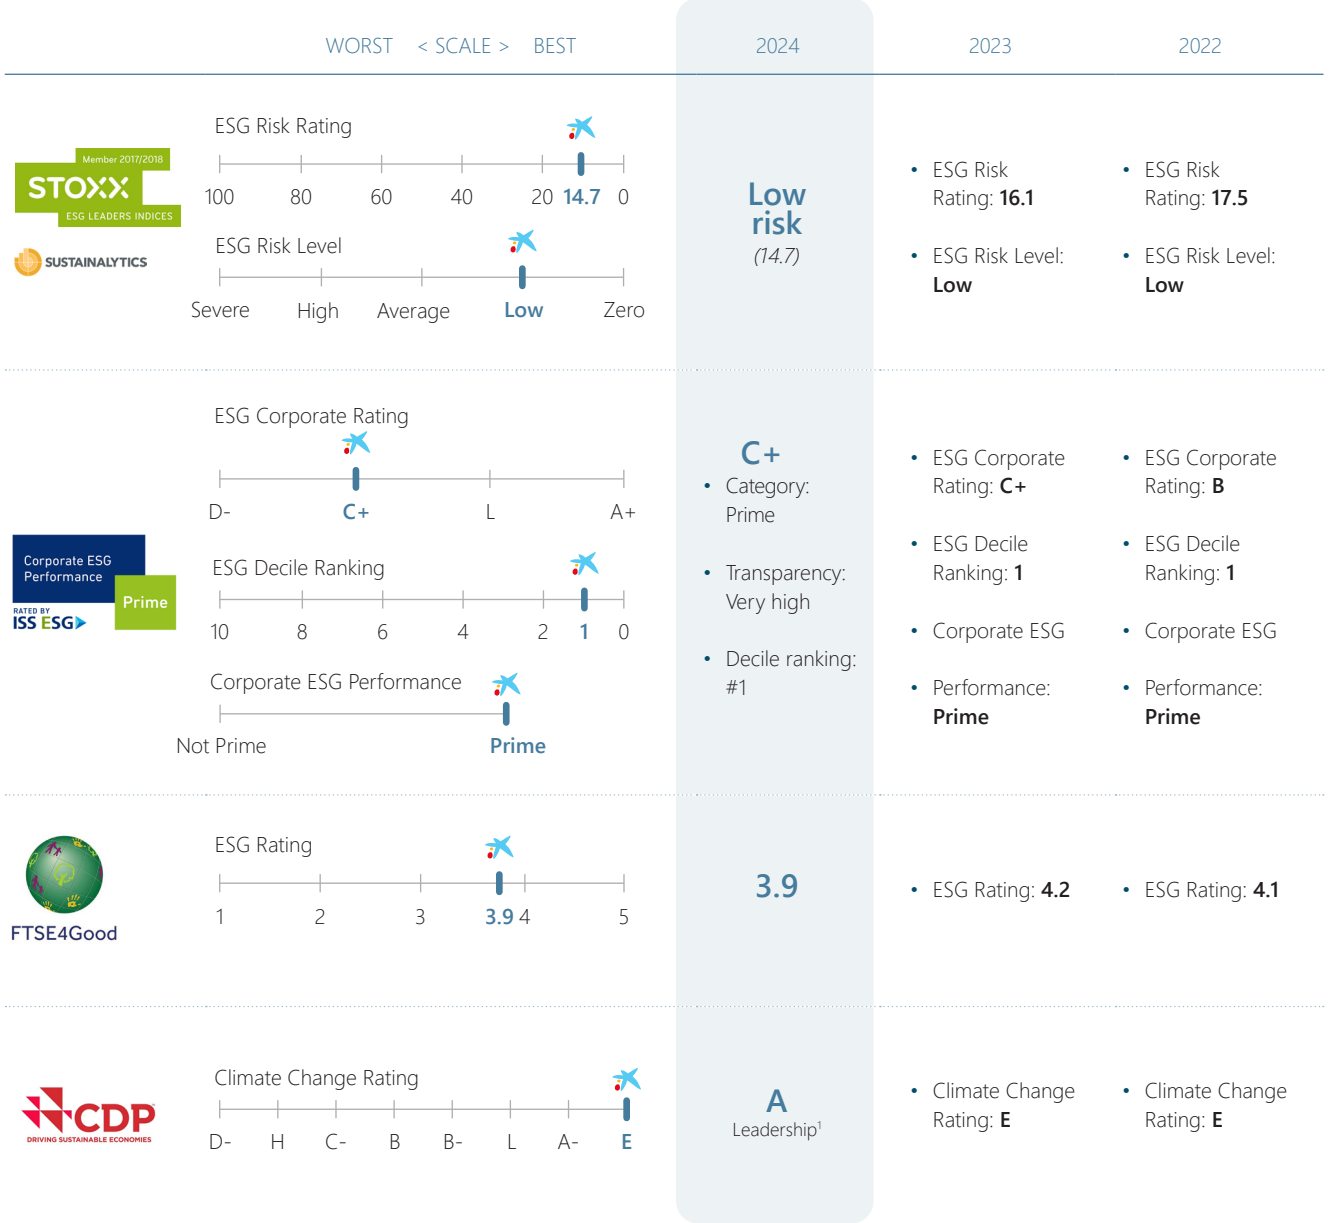 WORST < SCALE > BEST 2024 2023 2022
ESG Risk Rating
Member 2017/2018
STOXX
ESG LEADERS INDICES
100 80 60 40 20 14.7 0
SUSTAINALYTICS
ESG Risk Level
Severe High Average Low Zero
Low
risk
(14.7)
• ESG Risk
Rating: 16.1
• ESG Risk Level:
Low
• ESG Risk
Rating: 17.5
• ESG Risk Level:
Low
Corporate ESG
Performance
Prime
RATED BY
ISS ESG
ESG Corporate Rating
D- C+ L A+
ESG Decile Ranking
10 8 6 4 2 1 0
Corporate ESG Performance
Not Prime Prime
C+
• Category:
Prime
• Transparency:
Very high
• Decile ranking:
#1
• ESG Corporate
Rating: C+
• ESG Decile
Ranking: 1
• Corporate ESG
• Performance:
Prime
• ESG Corporate
Rating: B
• ESG Decile
Ranking: 1
• Corporate ESG
• Performance:
Prime
FTSE4Good
ESG Rating
1 2 3 3.9 4 5
3.9
• ESG Rating: 4.2
• ESG Rating: 4.1
CDP
DRIVING SUSTAINABLE ECONOMIES
Climate Change Rating
D- H C- B B- L A- E
A
Leadership¹
• Climate Change
Rating: E
• Climate Change
Rating: E